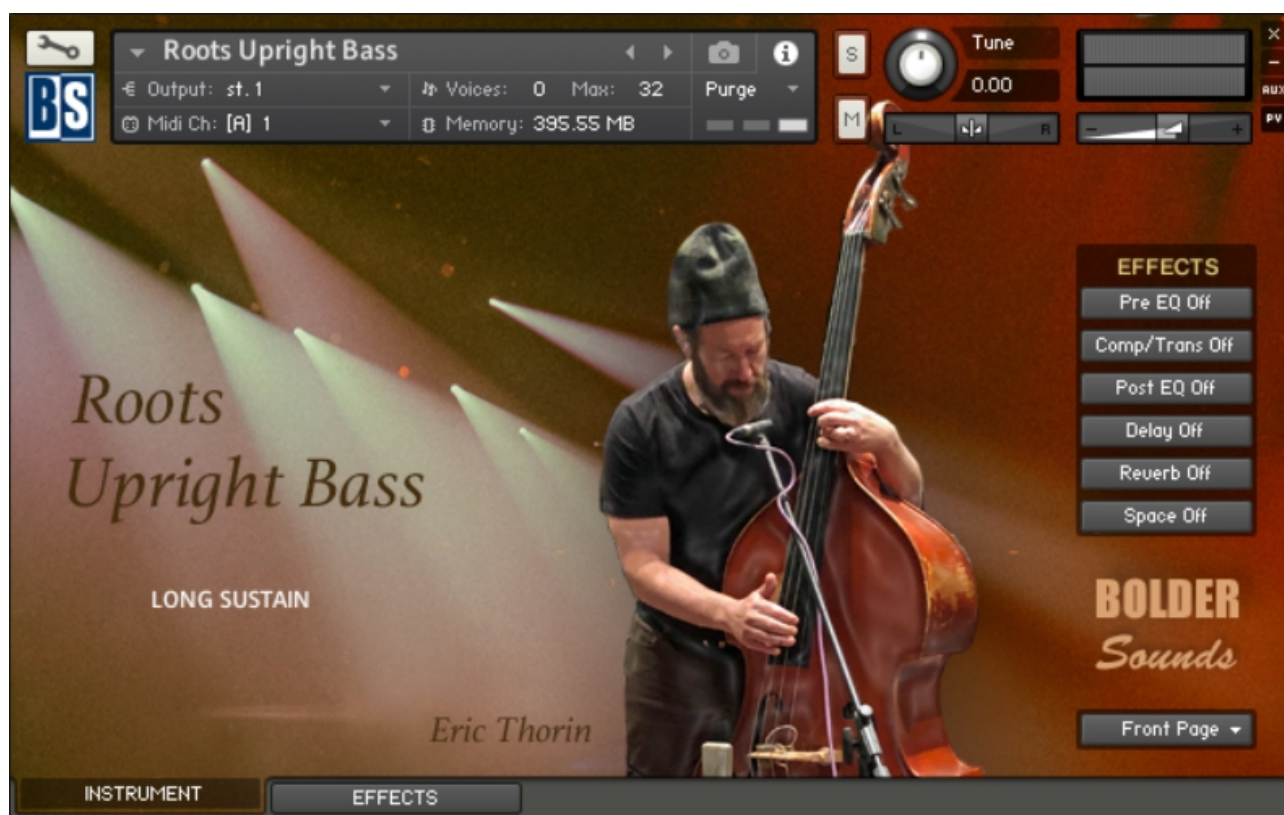 Roots Upright Bass
Output: st. 1
Voices: 0 Max: 32
Purge
Midi Ch: [A] 1
Memory: 395.55 MB
BS
S
M
Tune
0.00
L
R
-
+
×
-
AUX
PV
EFFECTS
Pre EQ Off
Comp/Trans Off
Post EQ Off
Delay Off
Reverb Off
Space Off
Roots
Upright Bass
LONG SUSTAIN
Eric Thorin
BOLDER
Sounds
Front Page
INSTRUMENT
EFFECTS